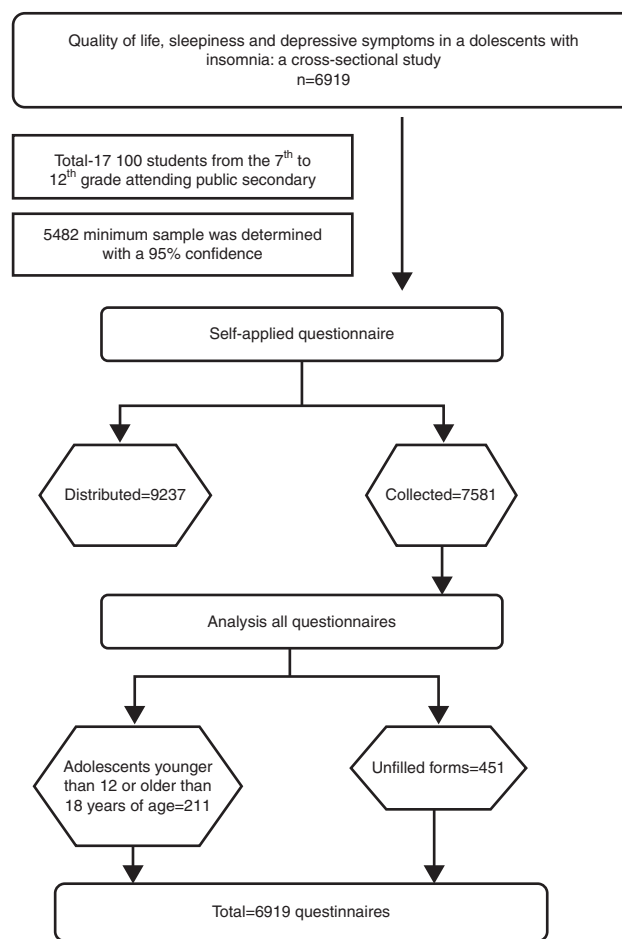 Quality of life, sleepiness and depressive symptoms in a dolescents with
insomnia: a cross-sectional study
n=6919
Total-17 100 students from the 7th to
12th grade attending public secondary
5482 minimum sample was determined
with a 95% confidence
Self-applied questionnaire
Distributed=9237
Collected=7581
Analysis all questionnaires
Adolescents younger
than 12 or older than
18 years of age=211
Unfilled forms=451
Total=6919 questinnaires